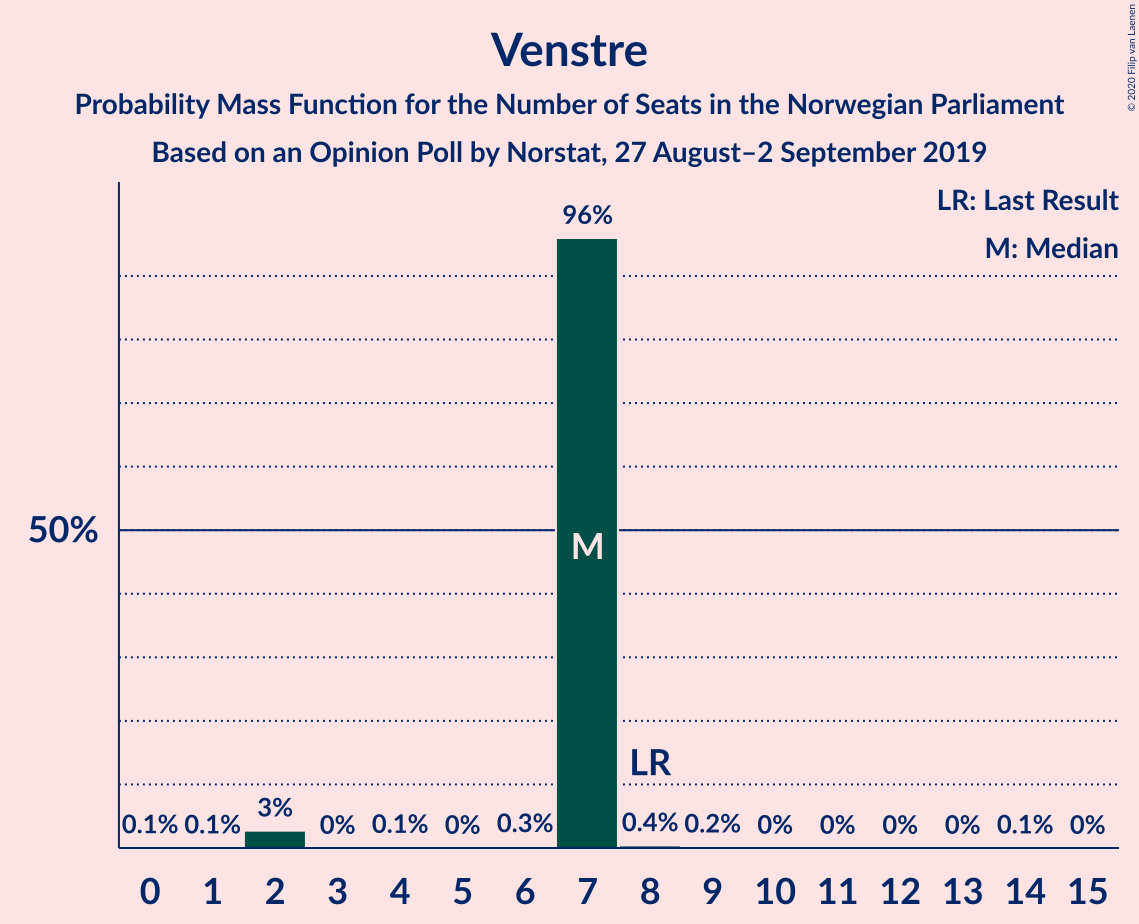 Venstre
Probability Mass Function for the Number of Seats in the Norwegian Parliament
Based on an Opinion Poll by Norstat, 27 August–2 September 2019
© 2020 Filip van Laenen
LR: Last Result
M: Median
96%
50%
M
LR
0.1% 0.1% 3% 0% 0.1% 0% 0.3% 0.4% 0.2% 0% 0% 0% 0% 0.1% 0%
0 1 2 3 4 5 6 7 8 9 10 11 12 13 14 15